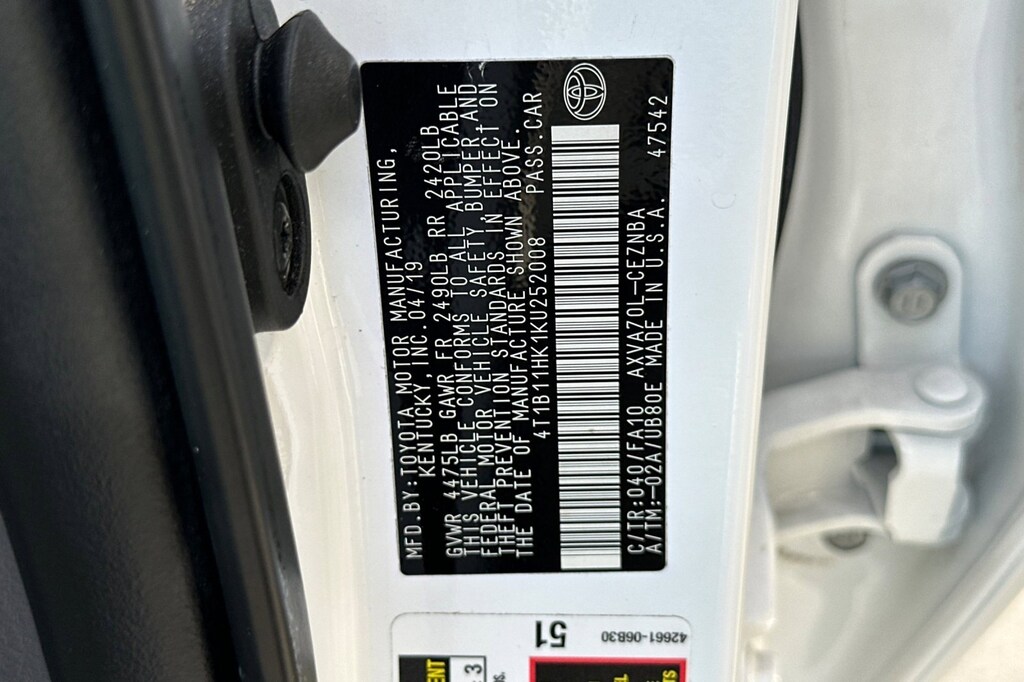 MFD.BY:TOYOTA MOTOR MANUFACTURING,
KENTUCKY, INC. 04/19
GVWR 4475LB GAWR FR 2490LB RR 2420LB
THIS VEHICLE CONFORMS TO ALL APPLICABLE
FEDERAL MOTOR VEHICLE SAFETY, BUMPER AND
THEFT PREVENTION STANDARDS IN EFFECT ON
THE DATE OF MANUFACTURE SHOWN ABOVE.
4T1B11HK1KU252008 PASS.CAR
C/TR:040/FA10 AXVA70L-CEZNBA 47542
A/TM:-02A/UB80E MADE IN U.S.A.
51
42661-06B30
3